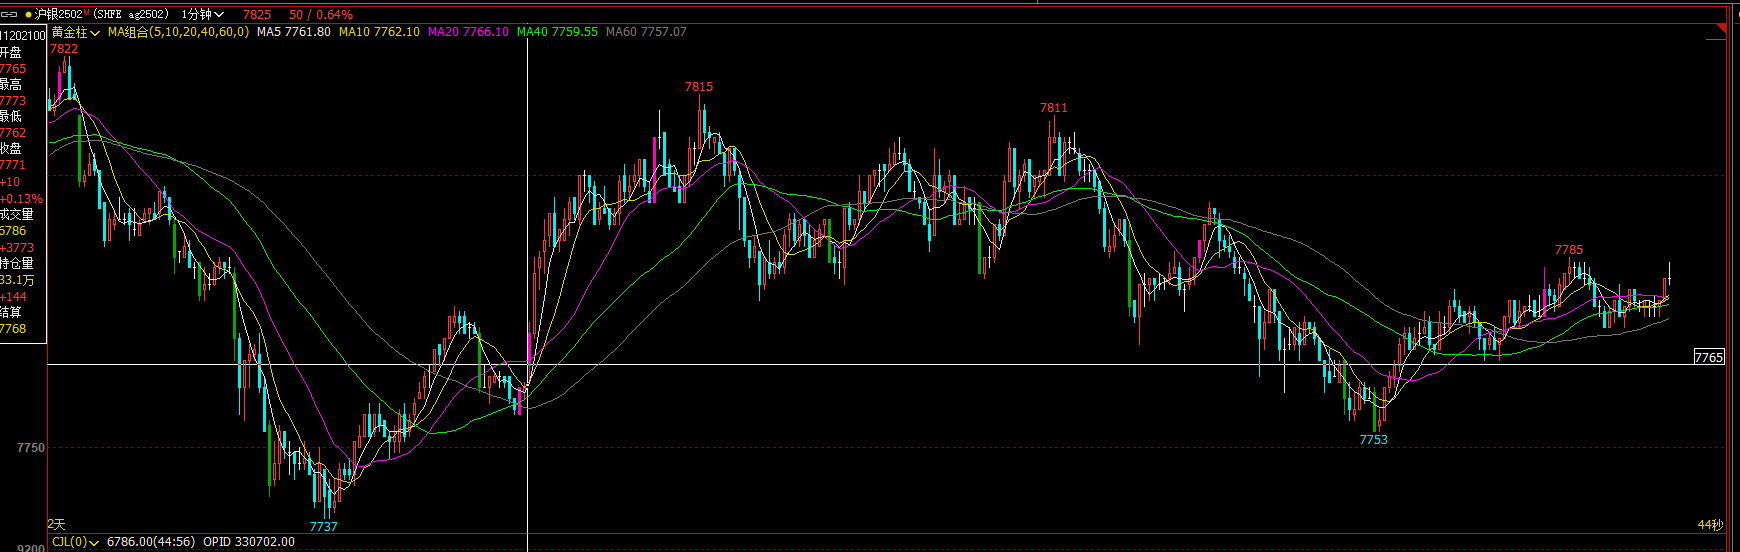 沪银2502M (SHFE ag2502) 1分钟 7825 50 / 0.64%
黄金柱 MA组合(5,10,20,40,60,0) MA5 7761.80 MA10 7762.10 MA20 7766.10 MA40 7759.55 MA60 7757.07
11202100
开盘
7765
最高
7773
最低
7762
收盘
7771
+10
+0.13%
成交量
6786
+3773
持仓量
33.1万
+144
结算
7768
7822
7815
7811
7785
7765
7753
7750
7737
2天
44秒
CJL(0) 6786.00(44:56) OPID 330702.00
9200